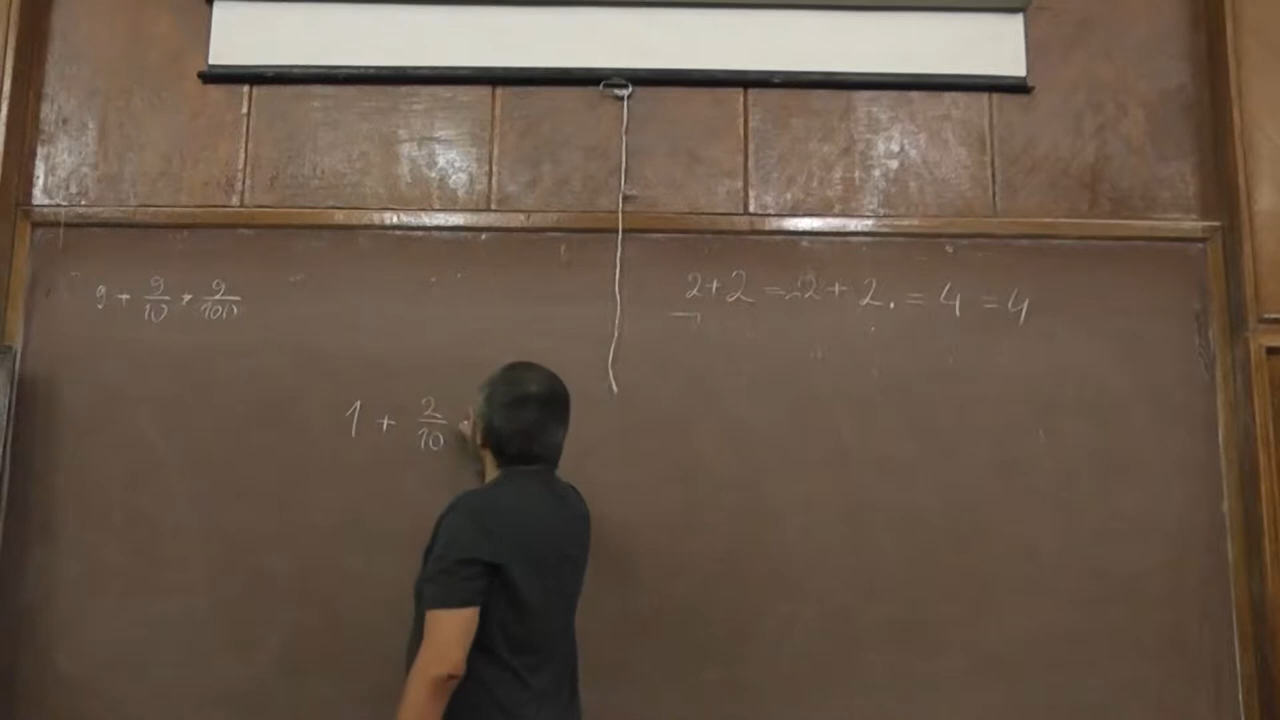 9 + 9/10 + 9/100
2+2 = 2+2. = 4 = 4
1 + 2/10